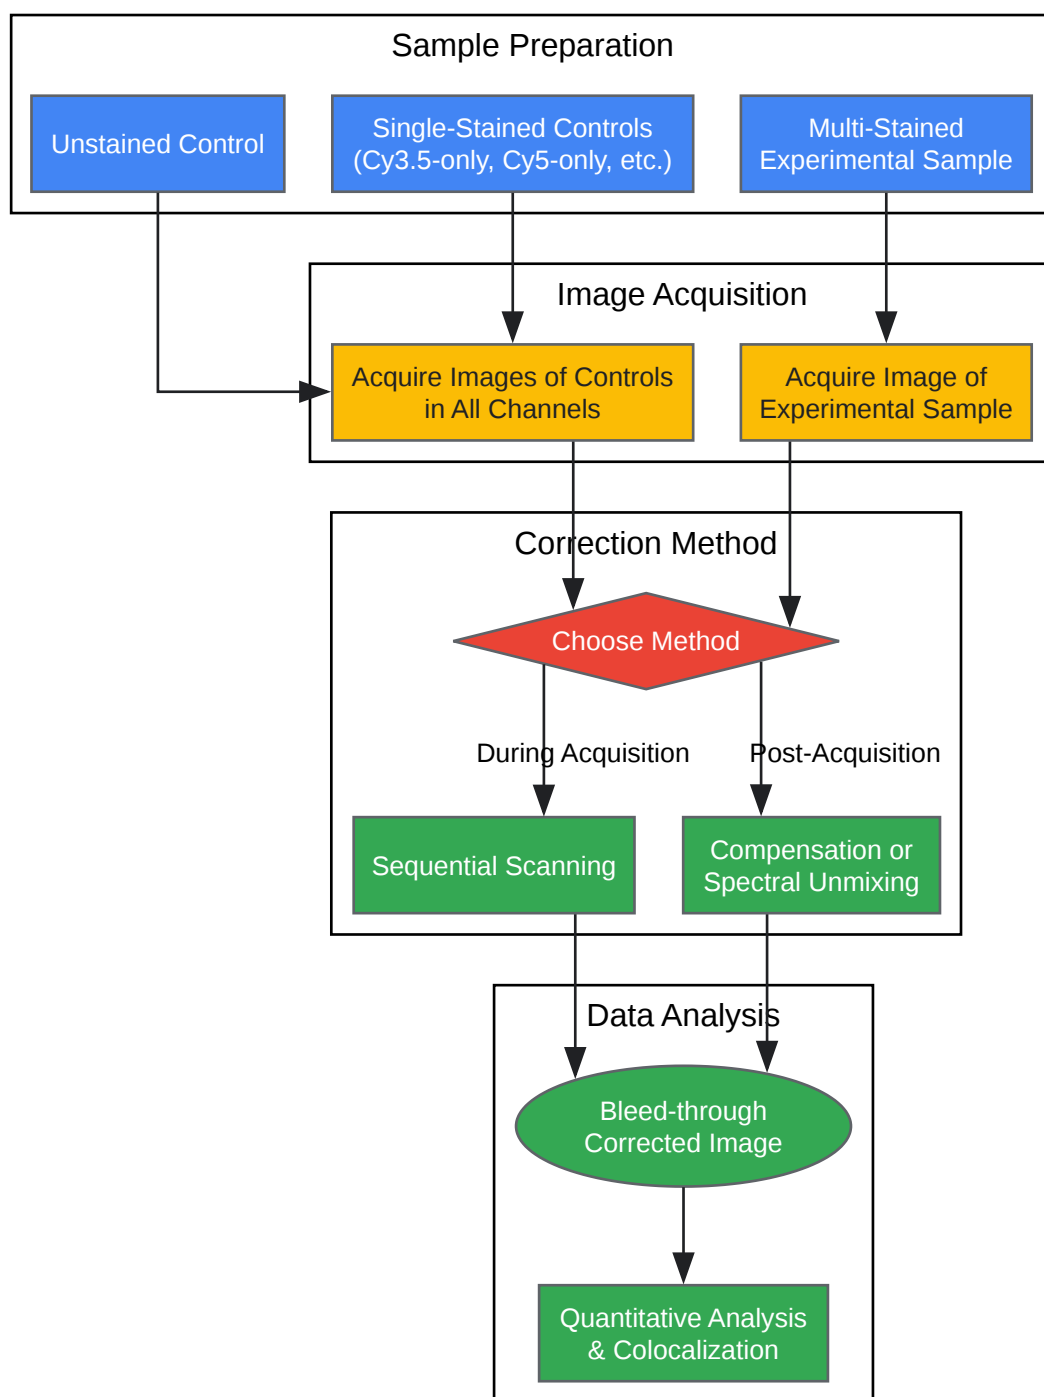 Sample Preparation
Unstained Control
Single-Stained Controls
(Cy3.5-only, Cy5-only, etc.)
Multi-Stained
Experimental Sample
Image Acquisition
Acquire Images of Controls
in All Channels
Acquire Image of
Experimental Sample
Correction Method
Choose Method
During Acquisition
Post-Acquisition
Sequential Scanning
Compensation or
Spectral Unmixing
Data Analysis
Bleed-through
Corrected Image
Quantitative Analysis
& Colocalization